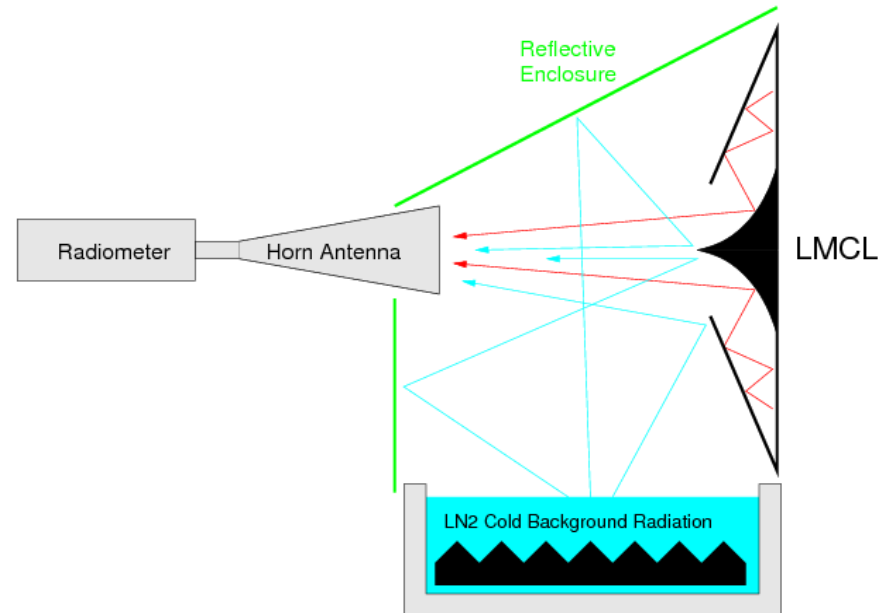 Reflective
Enclosure
Radiometer
Horn Antenna
LMCL
LN2 Cold Background Radiation